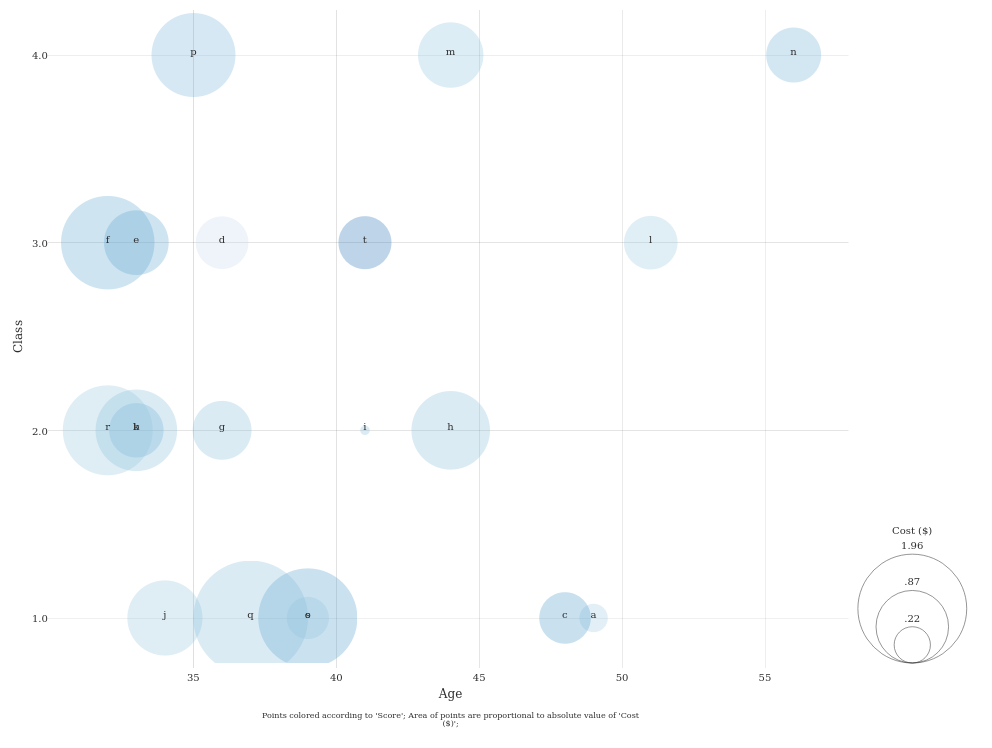 4.0
p
m
n
3.0
f
e
d
t
l
Class
2.0
r
g
i
h
Cost ($)
1.96
.87
.22
1.0
j
q
c
a
35
40
45
50
55
Age
Points colored according to 'Score'; Area of points are proportional to absolute value of 'Cost
($)';